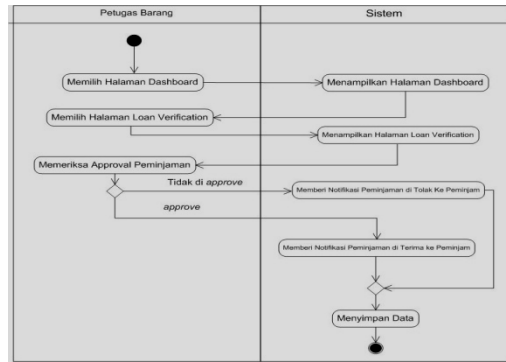 Petugas Barang
Sistem
Memilih Halaman Dashboard
Menampilkan Halaman Dashboard
Memilih Halaman Loan Verification
Menampilkan Halaman Loan Verification
Memeriksa Approval Peminjaman
Tidak di approve
Memberi Notifikasi Peminjaman di Tolak Ke Peminjam
approve
Memberi Notifikasi Peminjaman di Terima ke Peminjam
Menyimpan Data